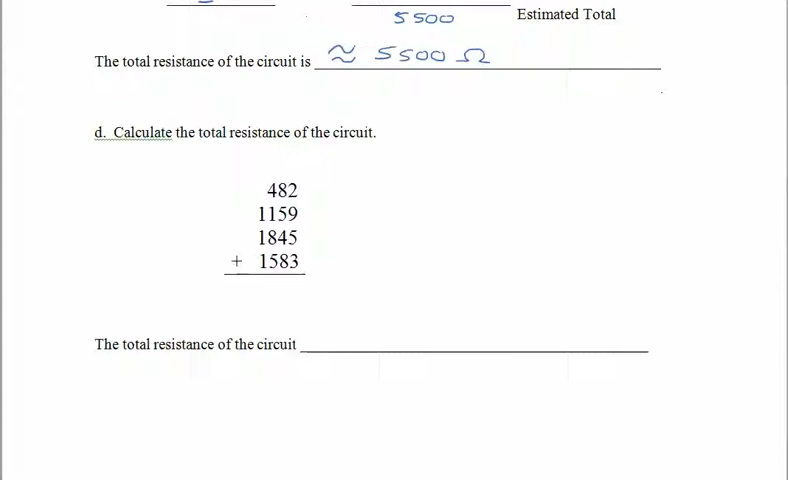 5500 Estimated Total
The total resistance of the circuit is ≈ 5500 Ω
d. Calculate the total resistance of the circuit.
482
1159
1845
+ 1583
The total resistance of the circuit